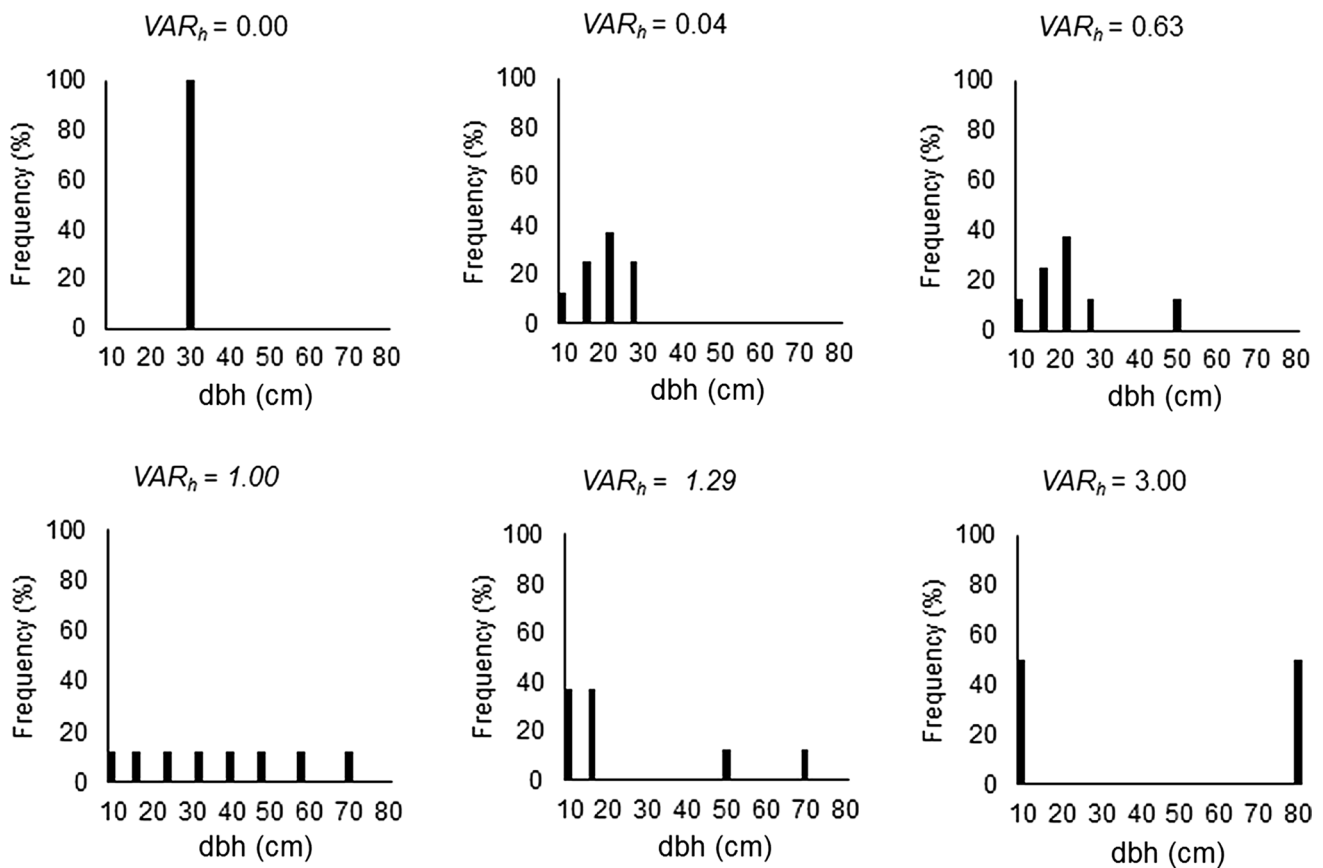 VARₕ = 0.00
100
80
60
40
20
0
Frequency (%)
10 20 30 40 50 60 70 80
dbh (cm)
VARₕ = 0.04
100
80
60
40
20
0
Frequency (%)
10 20 30 40 50 60 70 80
dbh (cm)
VARₕ = 0.63
100
80
60
40
20
0
Frequency (%)
10 20 30 40 50 60 70 80
dbh (cm)
VARₕ = 1.00
100
80
60
40
20
0
Frequency (%)
10 20 30 40 50 60 70 80
dbh (cm)
VARₕ = 1.29
100
80
60
40
20
0
Frequency (%)
10 20 30 40 50 60 70 80
dbh (cm)
VARₕ = 3.00
100
80
60
40
20
0
Frequency (%)
10 20 30 40 50 60 70 80
dbh (cm)